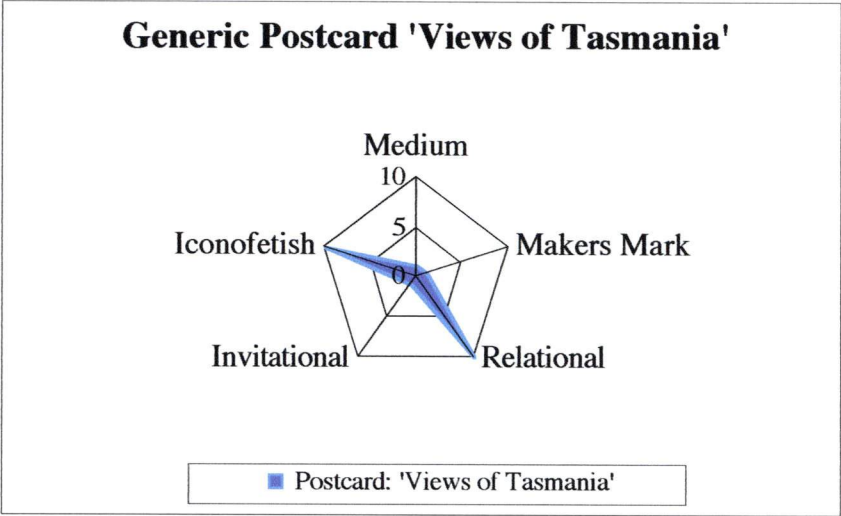 Generic Postcard 'Views of Tasmania'
Medium
10
5
0
Iconofetish
Makers Mark
Invitational
Relational
Postcard: 'Views of Tasmania'